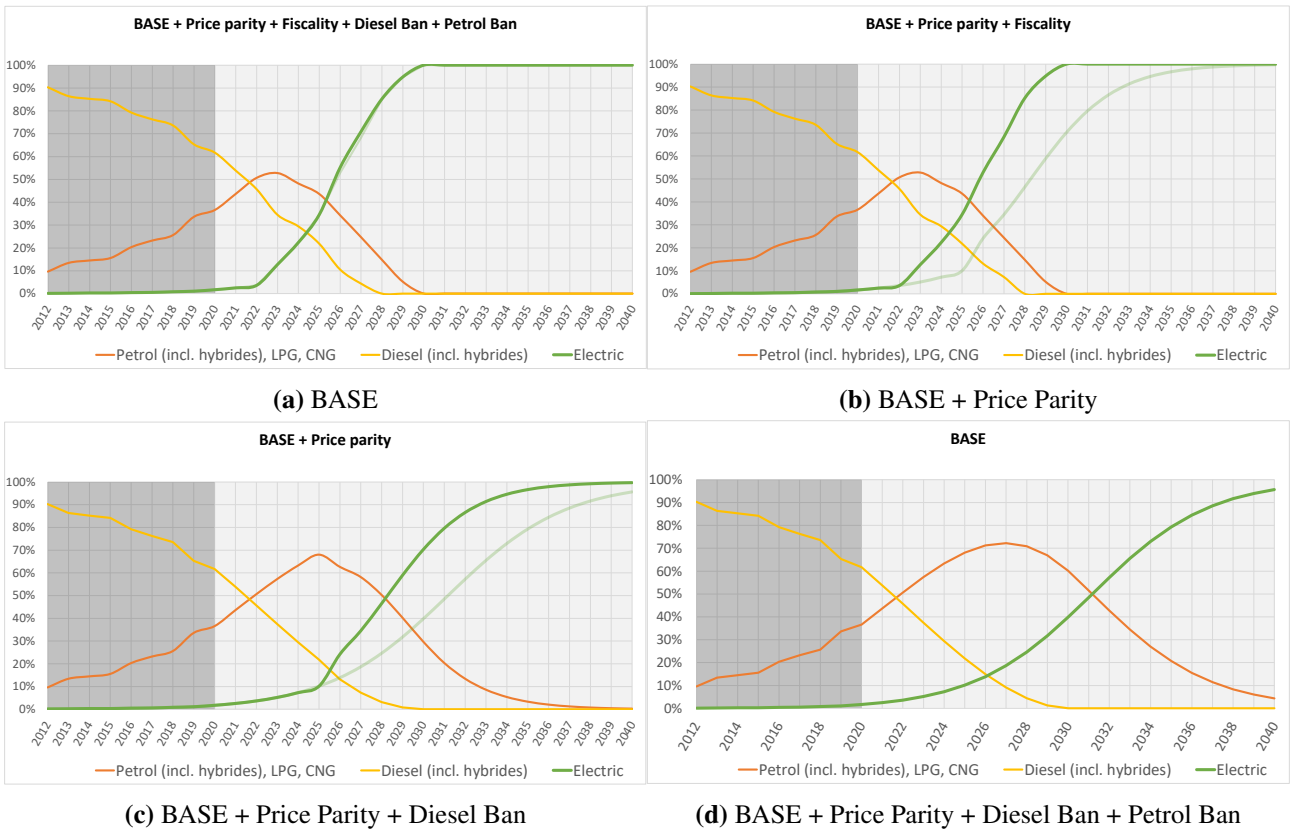 BASE + Price parity + Fiscality + Diesel Ban + Petrol Ban
100%
90%
80%
70%
60%
50%
40%
30%
20%
10%
0%
2012 2013 2014 2015 2016 2017 2018 2019 2020 2021 2022 2023 2024 2025 2026 2027 2028 2029 2030 2031 2032 2033 2034 2035 2036 2037 2038 2039 2040
Petrol (incl. hybrides), LPG, CNG Diesel (incl. hybrides) Electric
(a) BASE
BASE + Price parity + Fiscality
100%
90%
80%
70%
60%
50%
40%
30%
20%
10%
0%
2012 2013 2014 2015 2016 2017 2018 2019 2020 2021 2022 2023 2024 2025 2026 2027 2028 2029 2030 2031 2032 2033 2034 2035 2036 2037 2038 2039 2040
Petrol (incl. hybrides), LPG, CNG Diesel (incl. hybrides) Electric
(b) BASE + Price Parity
BASE + Price parity
100%
90%
80%
70%
60%
50%
40%
30%
20%
10%
0%
2012 2013 2014 2015 2016 2017 2018 2019 2020 2021 2022 2023 2024 2025 2026 2027 2028 2029 2030 2031 2032 2033 2034 2035 2036 2037 2038 2039 2040
Petrol (incl. hybrides), LPG, CNG Diesel (incl. hybrides) Electric
(c) BASE + Price Parity + Diesel Ban
BASE
100%
90%
80%
70%
60%
50%
40%
30%
20%
10%
0%
2012 2014 2016 2018 2020 2022 2024 2026 2028 2030 2032 2034 2036 2038 2040
Petrol (incl. hybrides), LPG, CNG Diesel (incl. hybrides) Electric
(d) BASE + Price Parity + Diesel Ban + Petrol Ban